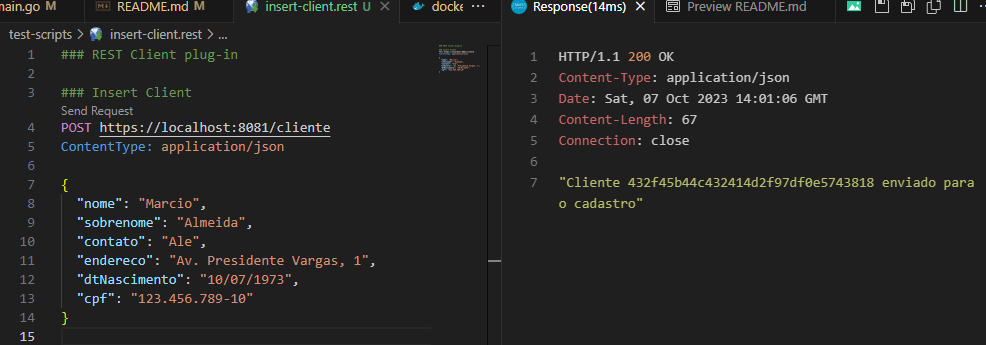 main.go M
README.md M
insert-client.rest U
docke
test-scripts > insert-client.rest > ...
1 ### REST Client plug-in
2
3 ### Insert Client
Send Request
4 POST https://localhost:8081/cliente
5 ContentType: application/json
6
7 {
8 "nome": "Marcio",
9 "sobrenome": "Almeida",
10 "contato": "Ale",
11 "endereco": "Av. Presidente Vargas, 1",
12 "dtNascimento": "10/07/1973",
13 "cpf": "123.456.789-10"
14 }
15
Response(14ms)
Preview README.md
1 HTTP/1.1 200 OK
2 Content-Type: application/json
3 Date: Sat, 07 Oct 2023 14:01:06 GMT
4 Content-Length: 67
5 Connection: close
6
7 "Cliente 432f45b44c432414d2f97df0e5743818 enviado para
o cadastro"